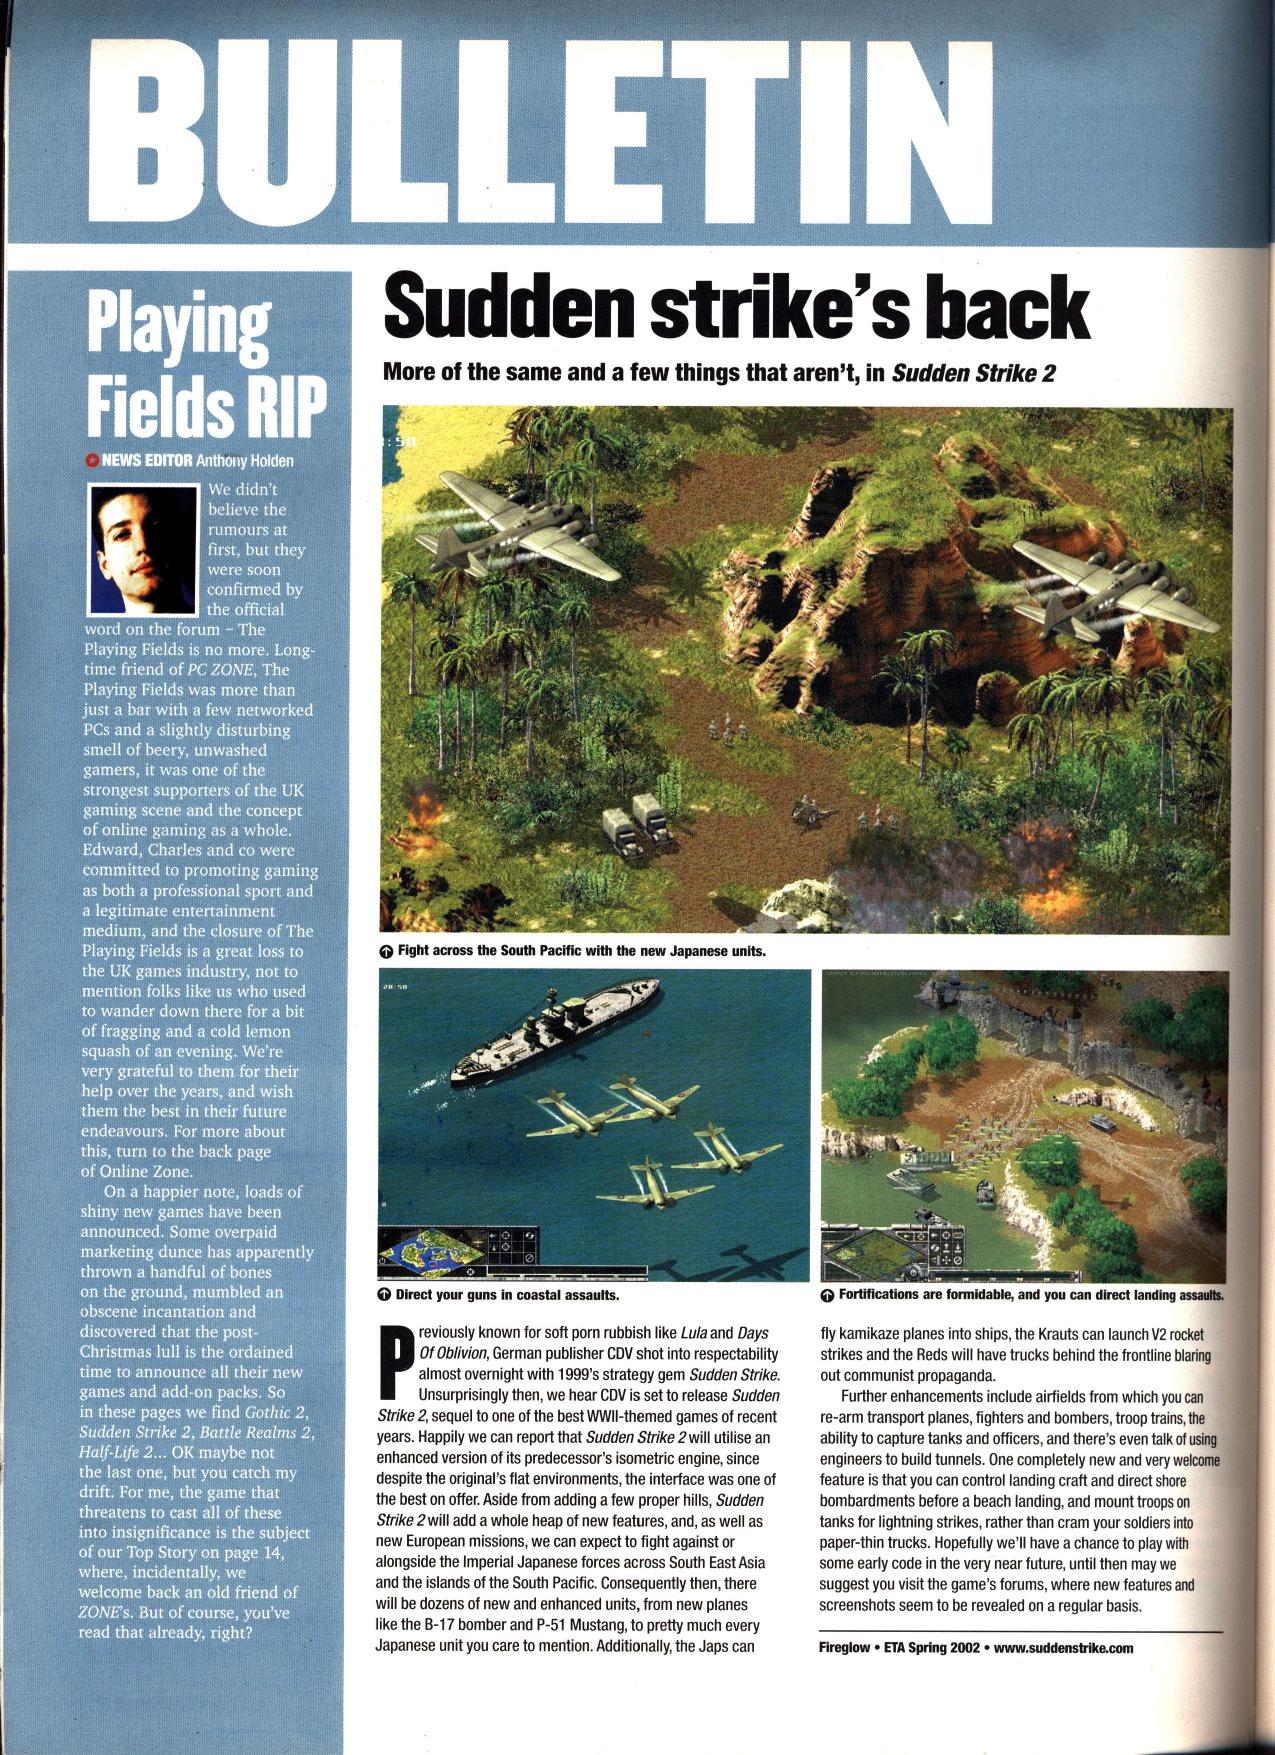 BULLETIN
Playing
Fields RIP
NEWS EDITOR Anthony Holden
We didn't
believe the
rumours at
first, but they
were soon
confirmed by
the official
word on the forum – The
Playing Fields is no more. Long-
time friend of PC ZONE, The
Playing Fields was more than
just a bar with a few networked
PCs and a slightly disturbing
smell of beery, unwashed
gamers, it was one of the
strongest supporters of the UK
gaming scene and the concept
of online gaming as a whole.
Edward, Charles and co were
committed to promoting gaming
as both a professional sport and
a legitimate entertainment
medium, and the closure of The
Playing Fields is a great loss to
the UK games industry, not to
mention folks like us who used
to wander down there for a bit
of fragging and a cold lemon
squash of an evening. We're
very grateful to them for their
help over the years, and wish
them the best in their future
endeavours. For more about
this, turn to the back page
of Online Zone.
On a happier note, loads of
shiny new games have been
announced. Some overpaid
marketing dunce has apparently
thrown a handful of bones
on the ground, mumbled an
obscene incantation and
discovered that the post-
Christmas lull is the ordained
time to announce all their new
games and add-on packs. So
in these pages we find Gothic 2,
Sudden Strike 2, Battle Realms 2,
Half-Life 2... OK maybe not
the last one, but you catch my
drift. For me, the game that
threatens to cast all of these
into insignificance is the subject
of our Top Story on page 14,
where, incidentally, we
welcome back an old friend of
ZONE's. But of course, you've
read that already, right?
Sudden strike's back
More of the same and a few things that aren't, in Sudden Strike 2
:58
Fight across the South Pacific with the new Japanese units.
28:50
Direct your guns in coastal assaults.
Fortifications are formidable, and you can direct landing assaults.
Previously known for soft porn rubbish like Lula and Days
Of Oblivion, German publisher CDV shot into respectability
almost overnight with 1999's strategy gem Sudden Strike.
Unsurprisingly then, we hear CDV is set to release Sudden
Strike 2, sequel to one of the best WWII-themed games of recent
years. Happily we can report that Sudden Strike 2 will utilise an
enhanced version of its predecessor's isometric engine, since
despite the original's flat environments, the interface was one of
the best on offer. Aside from adding a few proper hills, Sudden
Strike 2 will add a whole heap of new features, and, as well as
new European missions, we can expect to fight against or
alongside the Imperial Japanese forces across South East Asia
and the islands of the South Pacific. Consequently then, there
will be dozens of new and enhanced units, from new planes
like the B-17 bomber and P-51 Mustang, to pretty much every
Japanese unit you care to mention. Additionally, the Japs can
fly kamikaze planes into ships, the Krauts can launch V2 rocket
strikes and the Reds will have trucks behind the frontline blaring
out communist propaganda.
Further enhancements include airfields from which you can
re-arm transport planes, fighters and bombers, troop trains, the
ability to capture tanks and officers, and there's even talk of using
engineers to build tunnels. One completely new and very welcome
feature is that you can control landing craft and direct shore
bombardments before a beach landing, and mount troops on
tanks for lightning strikes, rather than cram your soldiers into
paper-thin trucks. Hopefully we'll have a chance to play with
some early code in the very near future, until then may we
suggest you visit the game's forums, where new features and
screenshots seem to be revealed on a regular basis.
Fireglow • ETA Spring 2002 • www.suddenstrike.com